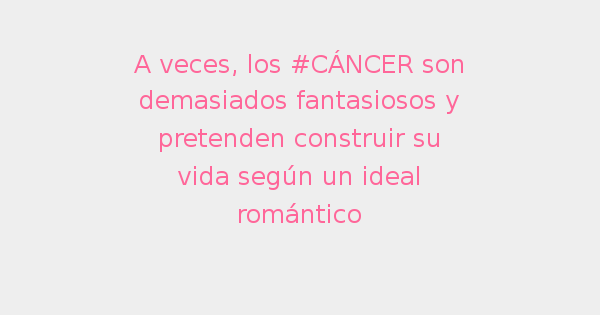 A veces, los #CÁNCER son
demasiados fantasiosos y
pretenden construir su
vida según un ideal
romántico